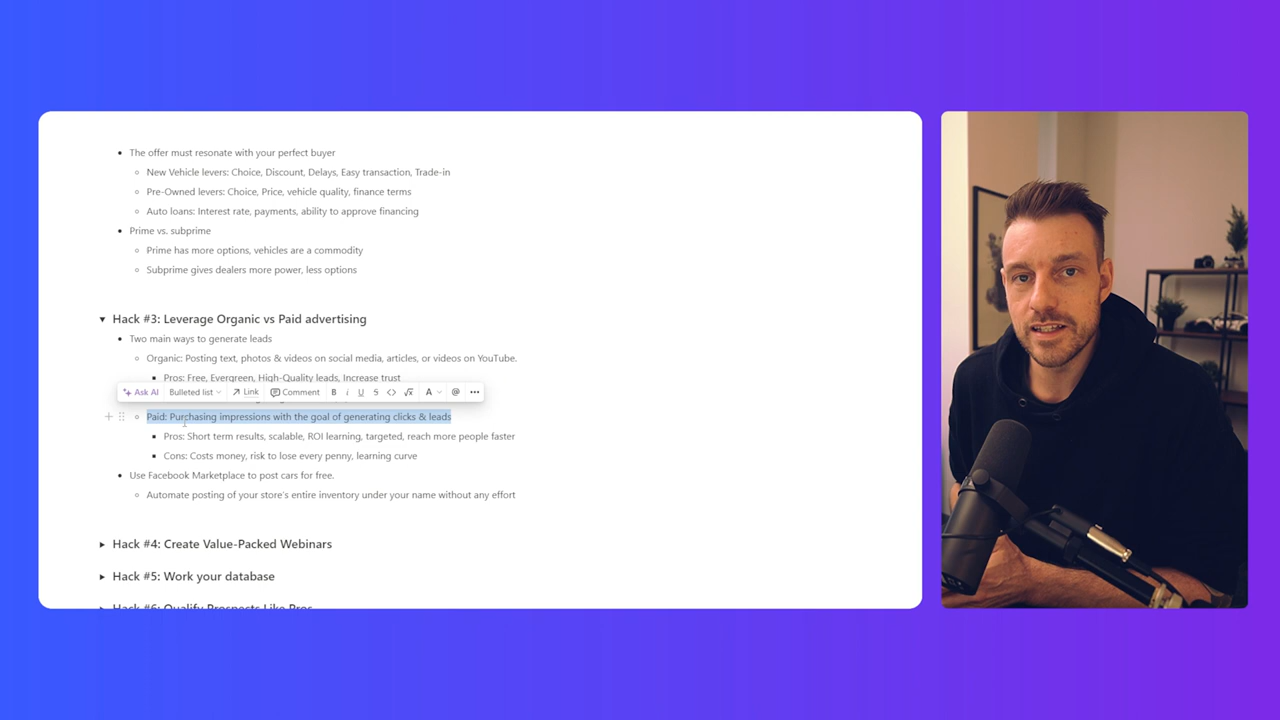 The offer must resonate with your perfect buyer
New Vehicle levers: Choice, Discount, Delays, Easy transaction, Trade-in
Pre-Owned levers: Choice, Price, vehicle quality, finance terms
Auto loans: Interest rate, payments, ability to approve financing
Prime vs. subprime
Prime has more options, vehicles are a commodity
Subprime gives dealers more power, less options
Hack #3: Leverage Organic vs Paid advertising
Two main ways to generate leads
Organic: Posting text, photos & videos on social media, articles, or videos on YouTube.
Pros: Free, Evergreen, High-Quality leads, Increase trust
Ask AI Bulleted list Link Comment B i U S <> √x A @ •••
Paid: Purchasing impressions with the goal of generating clicks & leads
Pros: Short term results, scalable, ROI learning, targeted, reach more people faster
Cons: Costs money, risk to lose every penny, learning curve
Use Facebook Marketplace to post cars for free.
Automate posting of your store's entire inventory under your name without any effort
Hack #4: Create Value-Packed Webinars
Hack #5: Work your database
Hack #6: Qualify Prospects Like Pros